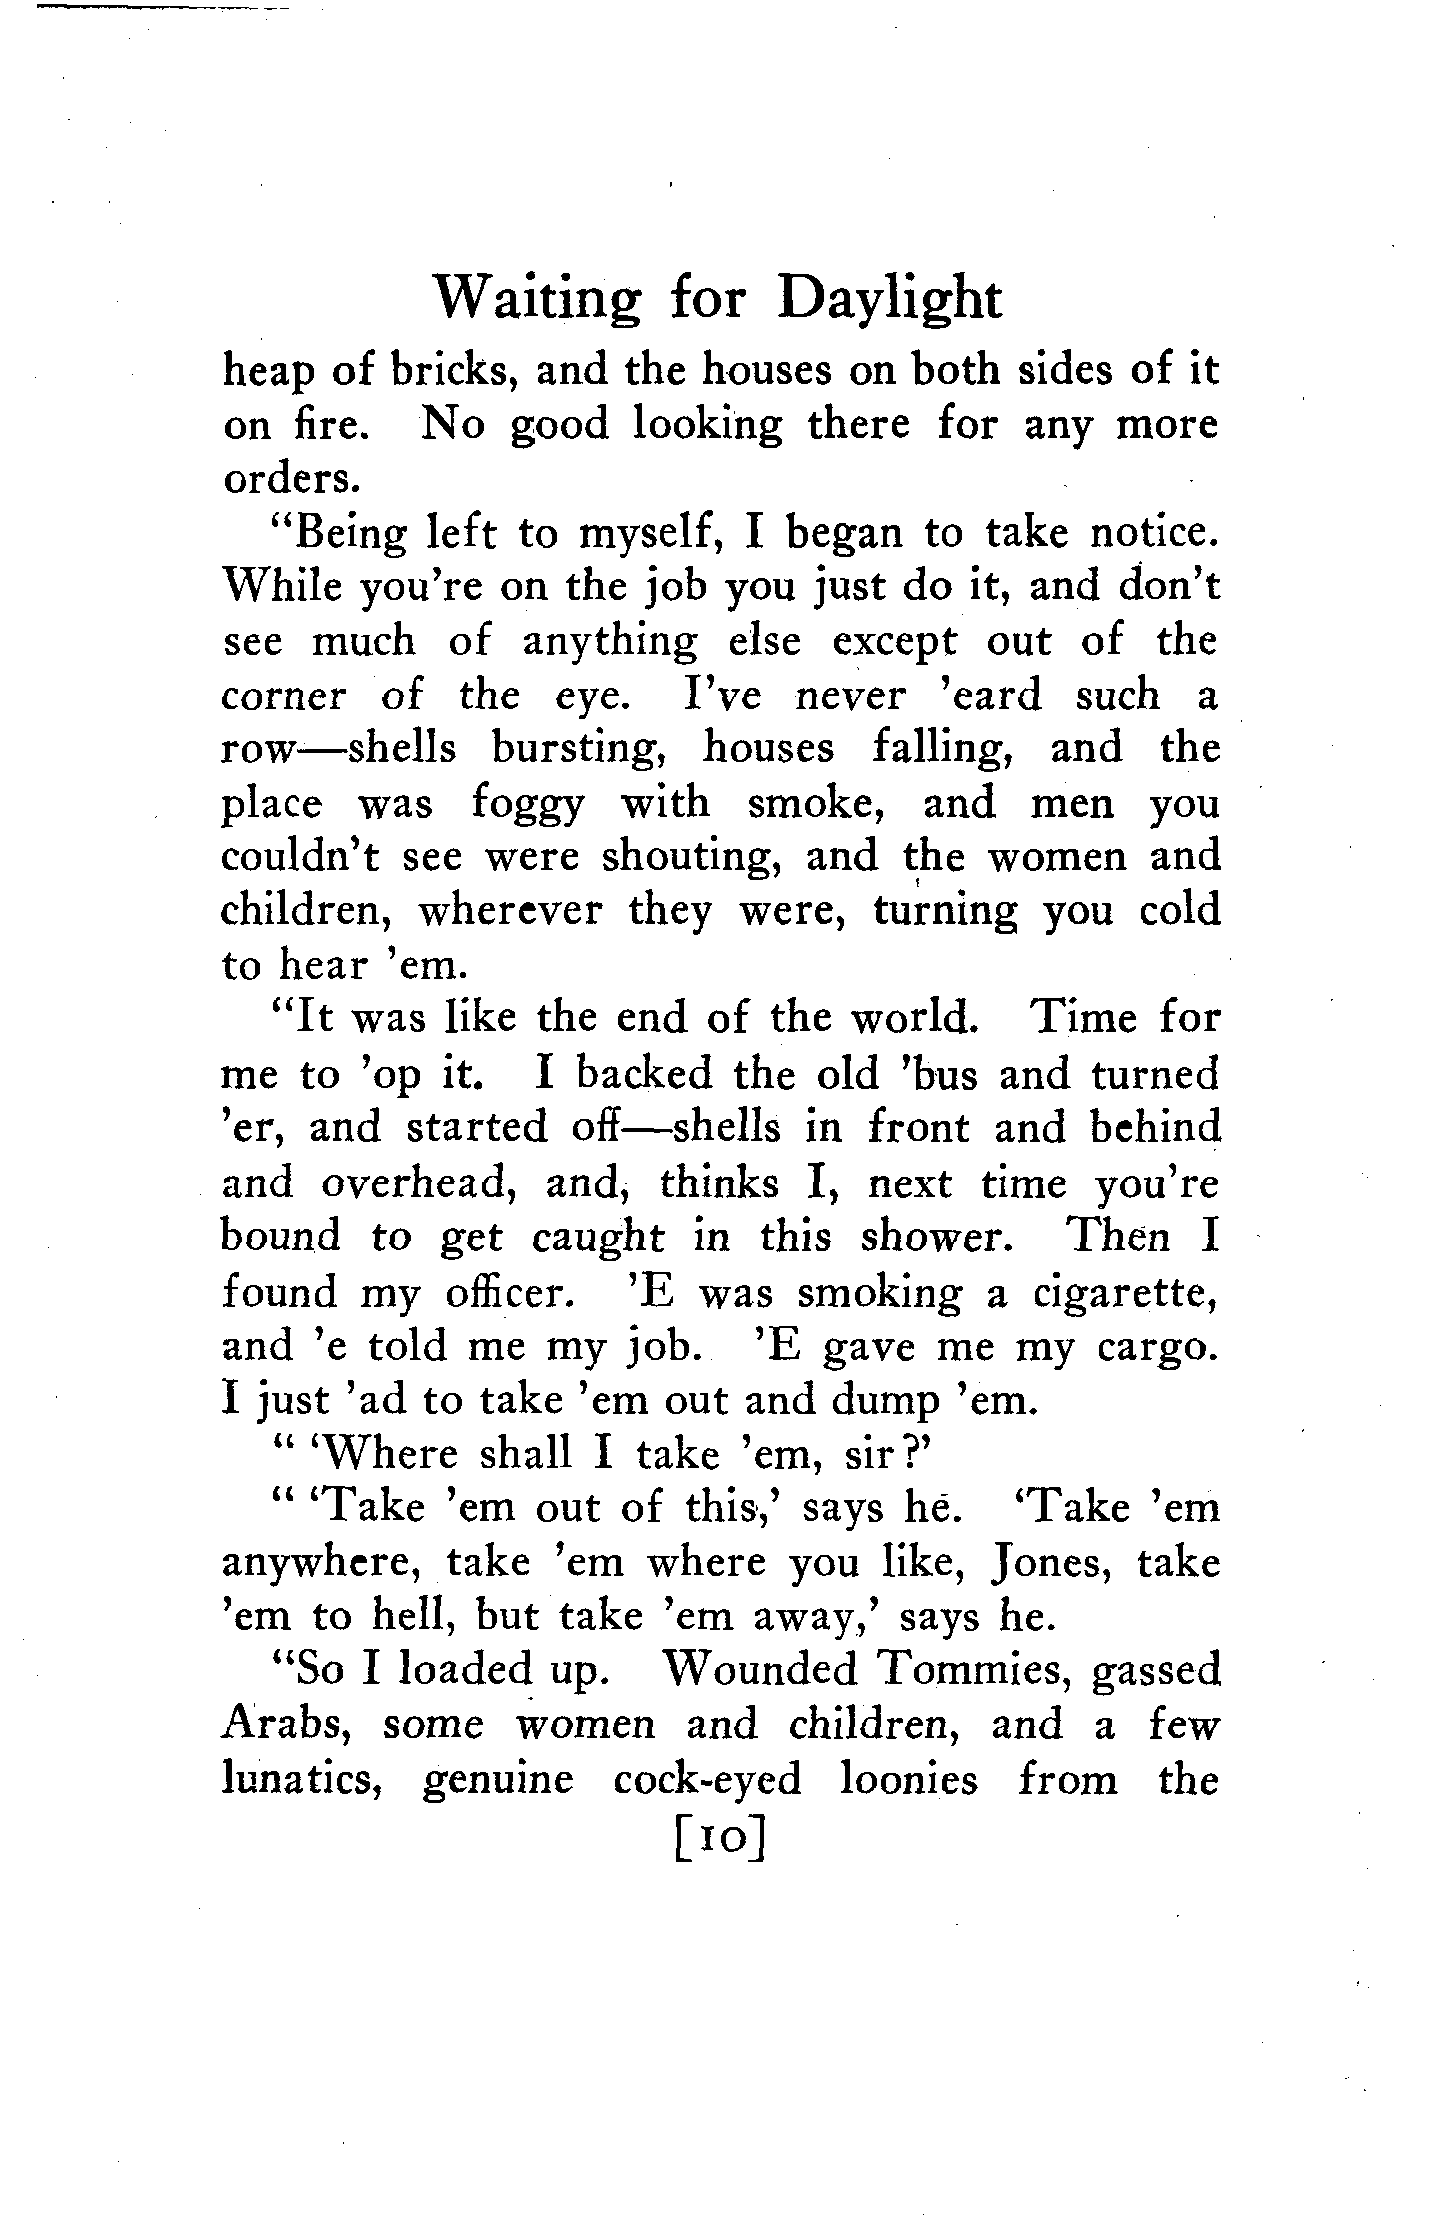 Waiting for Daylight
heap of bricks, and the houses on both sides of it
on fire. No good looking there for any more
orders.
“Being left to myself, I began to take notice.
While you’re on the job you just do it, and don’t
see much of anything else except out of the
corner of the eye. I’ve never ’eard such a
row—shells bursting, houses falling, and the
place was foggy with smoke, and men you
couldn’t see were shouting, and the women and
children, wherever they were, turning you cold
to hear ’em.
“It was like the end of the world. Time for
me to ’op it. I backed the old ’bus and turned
’er, and started off—shells in front and behind
and overhead, and, thinks I, next time you’re
bound to get caught in this shower. Then I
found my officer. ’E was smoking a cigarette,
and ’e told me my job. ’E gave me my cargo.
I just ’ad to take ’em out and dump ’em.
“ ‘Where shall I take ’em, sir?’
“ ‘Take ’em out of this,’ says he. ‘Take ’em
anywhere, take ’em where you like, Jones, take
’em to hell, but take ’em away,’ says he.
“So I loaded up. Wounded Tommies, gassed
Arabs, some women and children, and a few
lunatics, genuine cock-eyed loonies from the
[10]